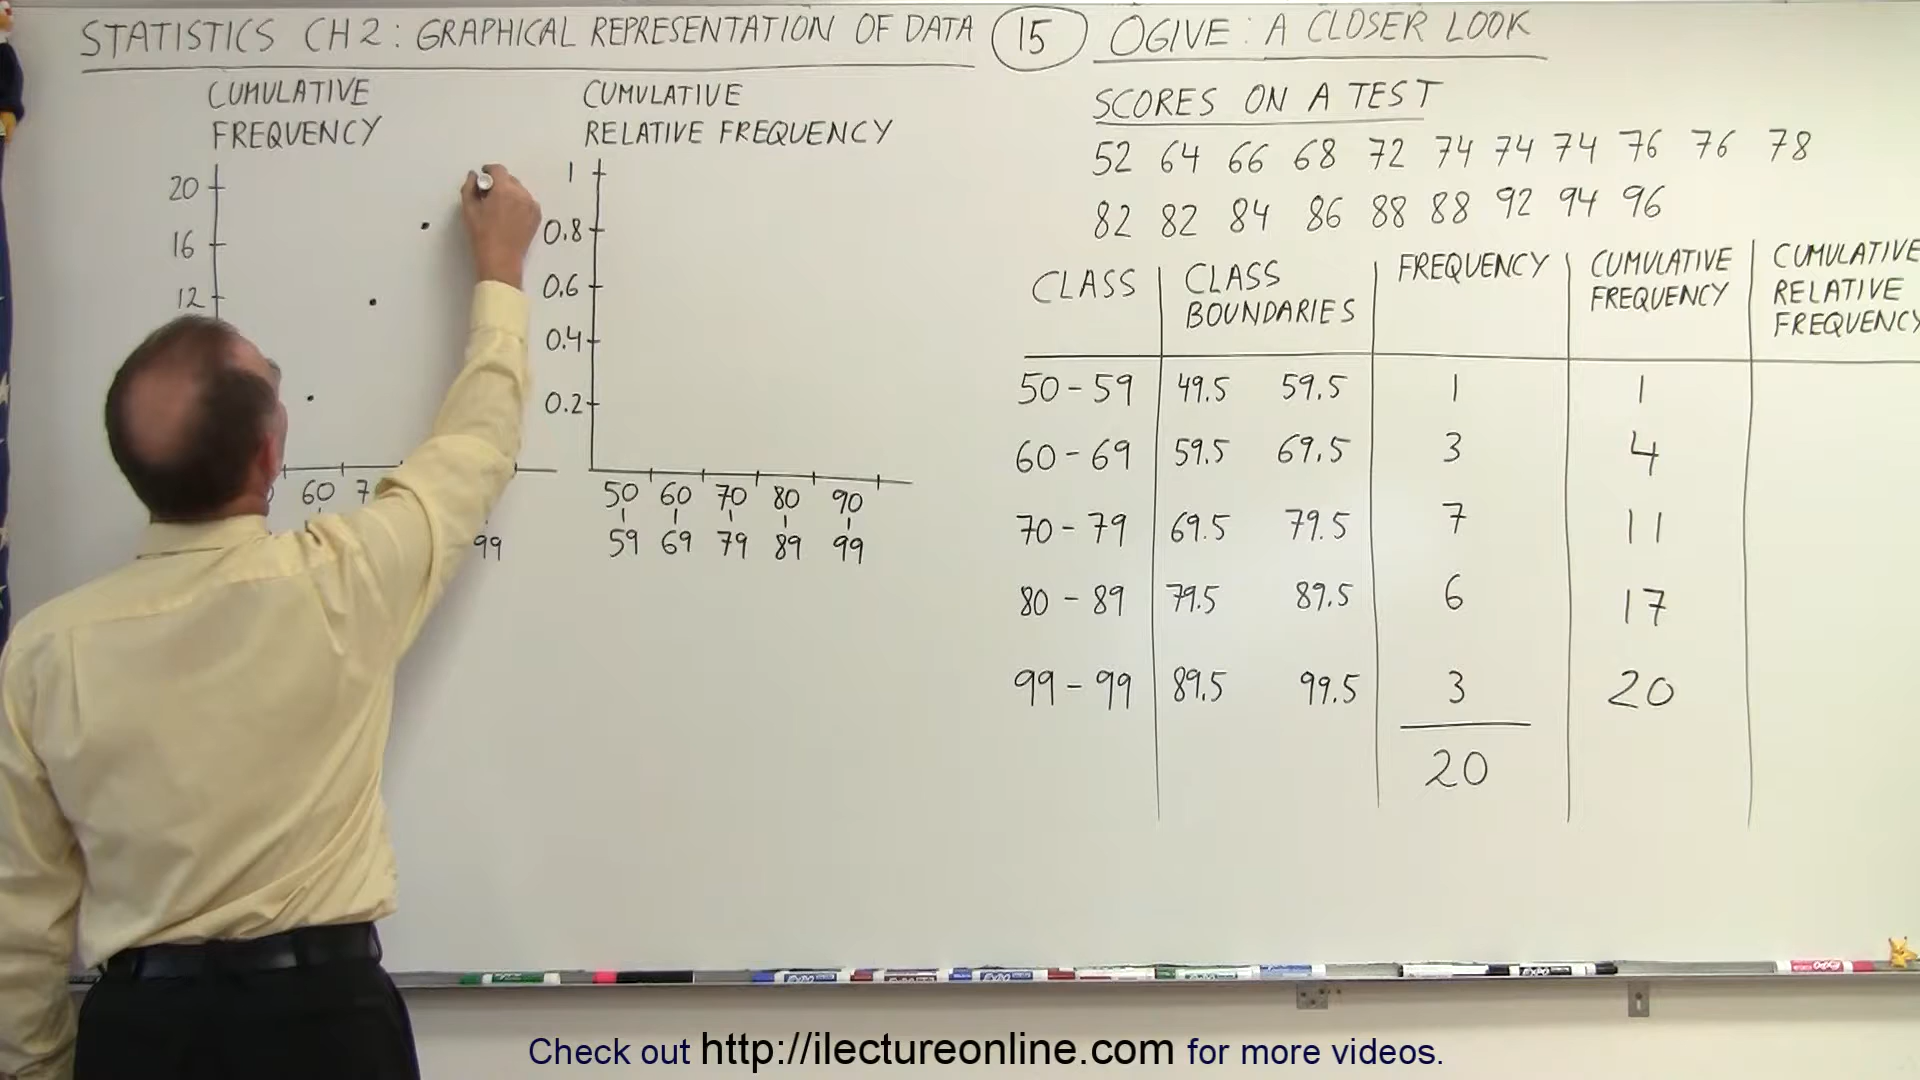 STATISTICS CH 2: GRAPHICAL REPRESENTATION OF DATA 15 OGIVE: A CLOSER LOOK
CUMULATIVE
FREQUENCY
20
16
12
60
99
CUMULATIVE
RELATIVE FREQUENCY
1
0.8
0.6
0.4
0.2
50 60 70 80 90
59 69 79 89 99
SCORES ON A TEST
52 64 66 68 72 74 74 74 76 76 78
82 82 84 86 88 88 92 94 96
CLASS CLASS BOUNDARIES FREQUENCY CUMULATIVE FREQUENCY CUMULATIVE RELATIVE FREQUENCY
50 - 59 49.5 59.5 1 1
60 - 69 59.5 69.5 3 4
70 - 79 69.5 79.5 7 11
80 - 89 79.5 89.5 6 17
99 - 99 89.5 99.5 3 20
20
Check out http://ilectureonline.com for more videos.